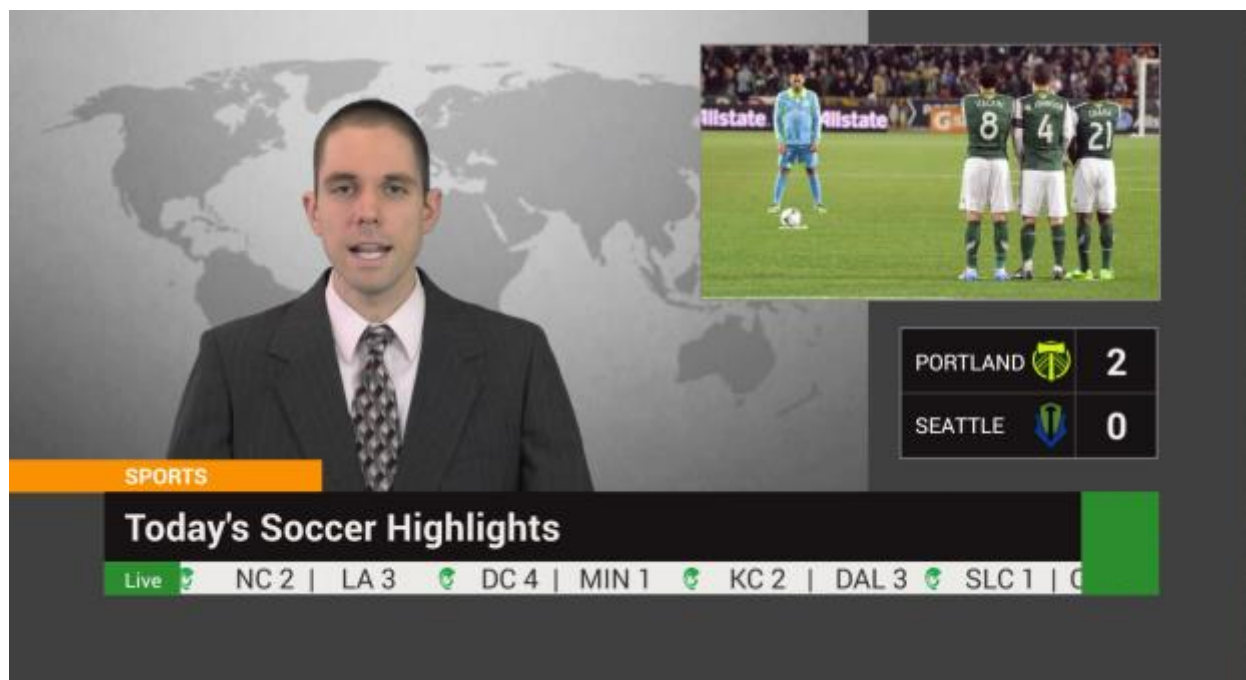 Allstate
Allstate
8
4
21
PORTLAND 2
SEATTLE 0
SPORTS
Today's Soccer Highlights
Live NC 2 | LA 3 DC 4 | MIN 1 KC 2 | DAL 3 SLC 1 |